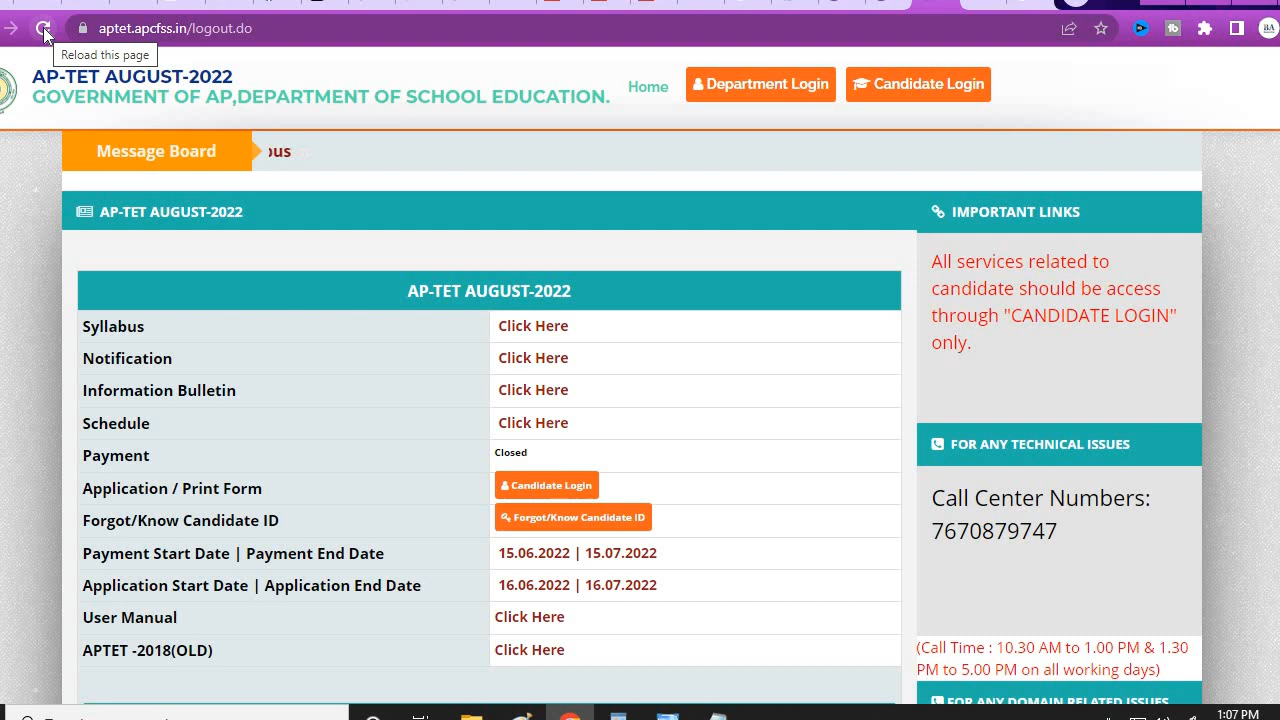 aptet.apcfss.in/logout.do
Reload this page
AP-TET AUGUST-2022
GOVERNMENT OF AP,DEPARTMENT OF SCHOOL EDUCATION.
Home
Department Login
Candidate Login
Message Board
AP-TET AUGUST-2022
AP-TET AUGUST-2022
Syllabus Click Here
Notification Click Here
Information Bulletin Click Here
Schedule Click Here
Payment Closed
Application / Print Form Candidate Login
Forgot/Know Candidate ID Forgot/Know Candidate ID
Payment Start Date | Payment End Date 15.06.2022 | 15.07.2022
Application Start Date | Application End Date 16.06.2022 | 16.07.2022
User Manual Click Here
APTET -2018(OLD) Click Here
IMPORTANT LINKS
All services related to
candidate should be access
through "CANDIDATE LOGIN"
only.
FOR ANY TECHNICAL ISSUES
Call Center Numbers:
7670879747
(Call Time : 10.30 AM to 1.00 PM & 1.30
PM to 5.00 PM on all working days)
FOR ANY DOMAIN RELATED ISSUES
1:07 PM